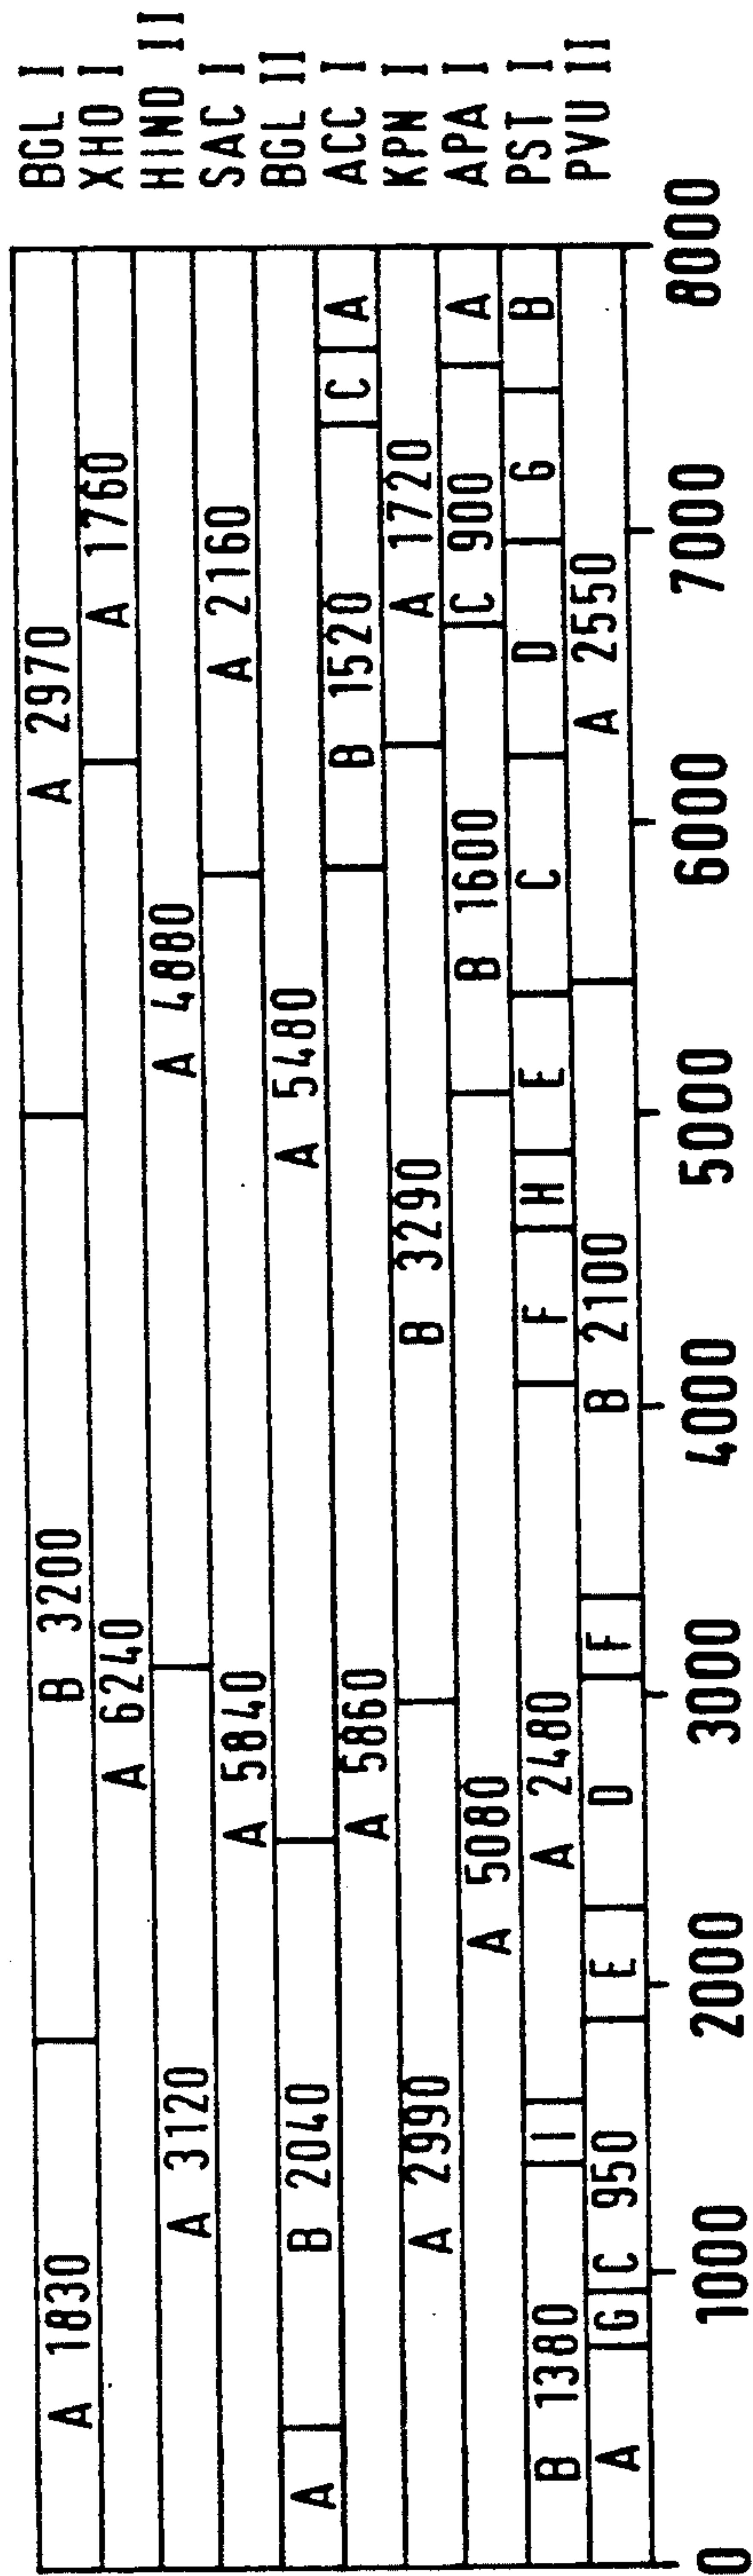 A 1830 B 3200 A 2970 BGL I
A 6240 A 1760 XHO I
A 3120 A 4880 HIND II
A 5840 A 2160 SAC I
A B 2040 A 5480 BGL II
A 5860 B 1520 C A ACC I
A 2990 B 3290 A 1720 KPN I
A 5080 B 1600 C 900 A APA I
B 1380 I A 2480 F H E C D G B PST I
A G C 950 E D F B 2100 A 2550 PVU II
0 1000 2000 3000 4000 5000 6000 7000 8000